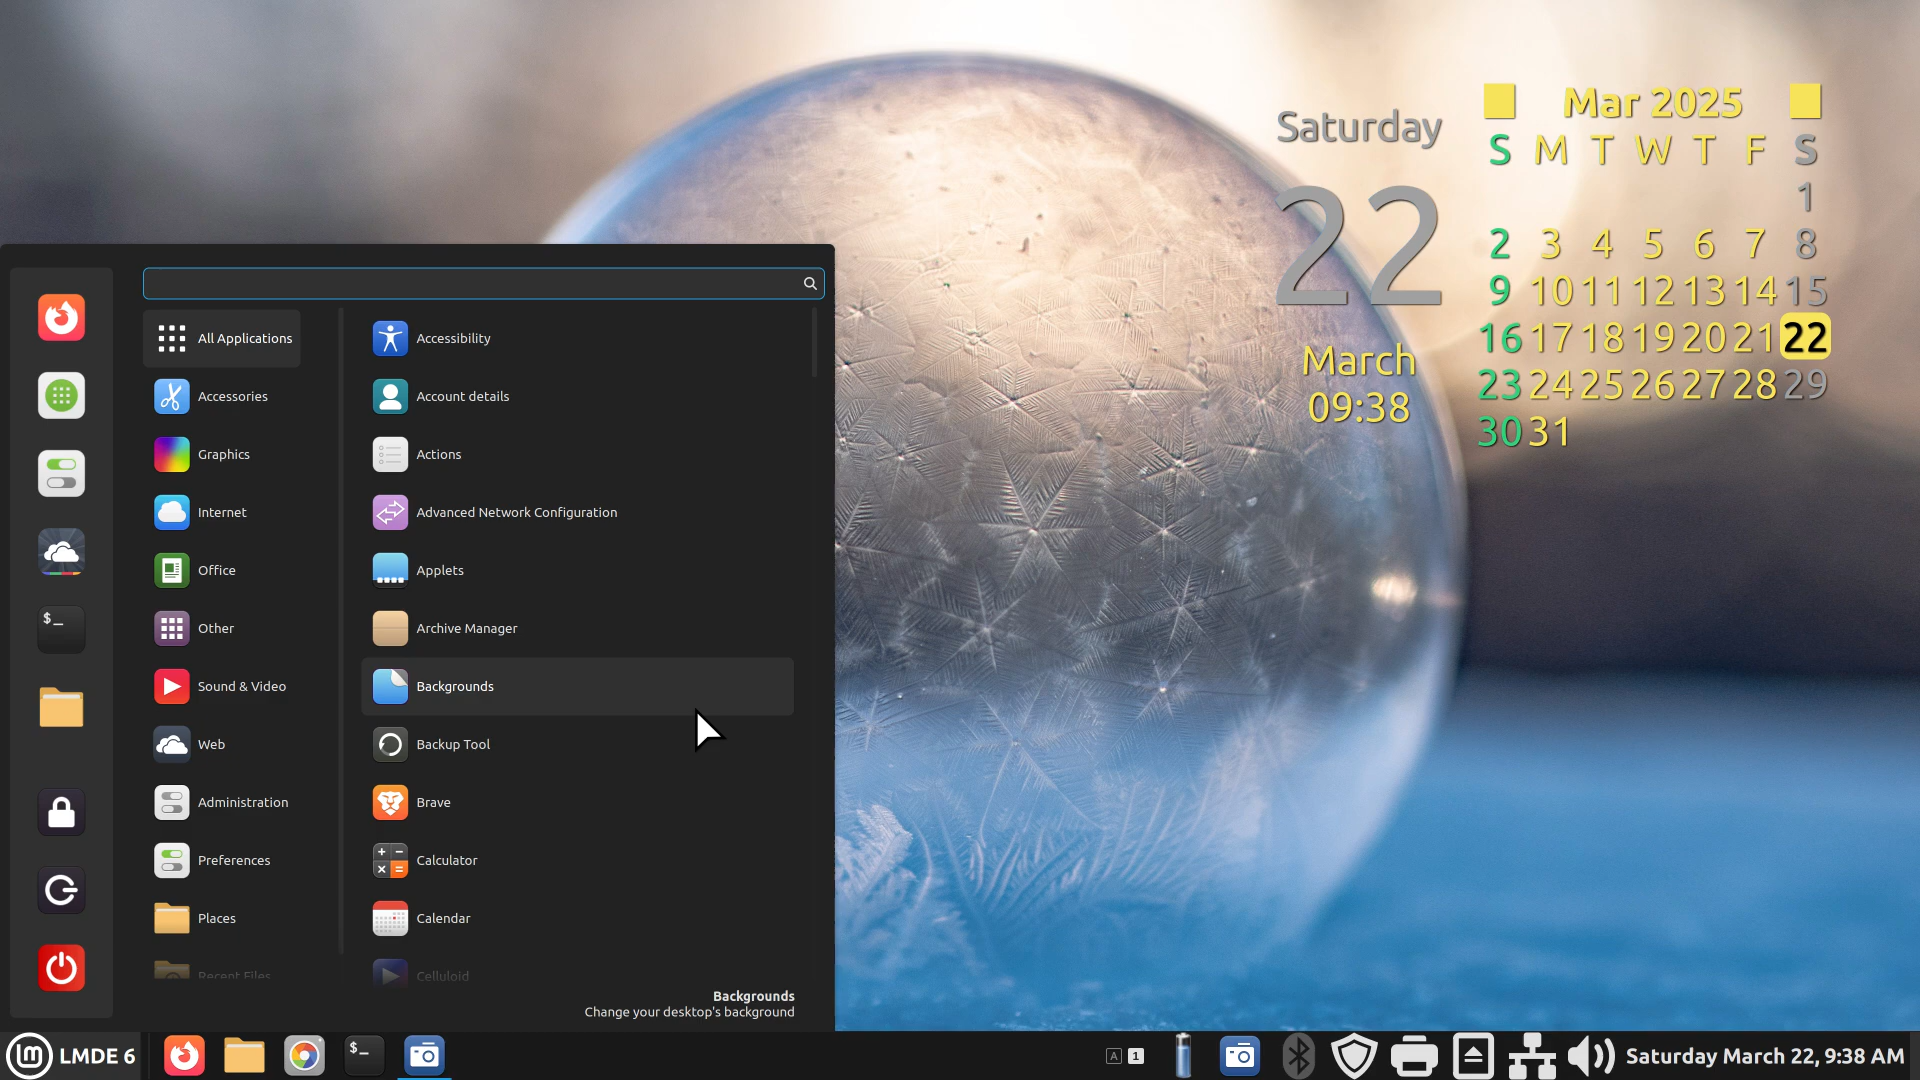 Saturday
22
March
09:38
Mar 2025
S M T W T F S
1
2 3 4 5 6 7 8
9 10 11 12 13 14 15
16 17 18 19 20 21 22
23 24 25 26 27 28 29
30 31
All Applications
Accessories
Graphics
Internet
Office
Other
Sound & Video
Web
Administration
Preferences
Places
Recent Files
Accessibility
Account details
Actions
Advanced Network Configuration
Applets
Archive Manager
Backgrounds
Backup Tool
Brave
Calculator
Calendar
Celluloid
Backgrounds
Change your desktop's background
$_
LMDE 6
$_
A 1
Saturday March 22, 9:38 AM